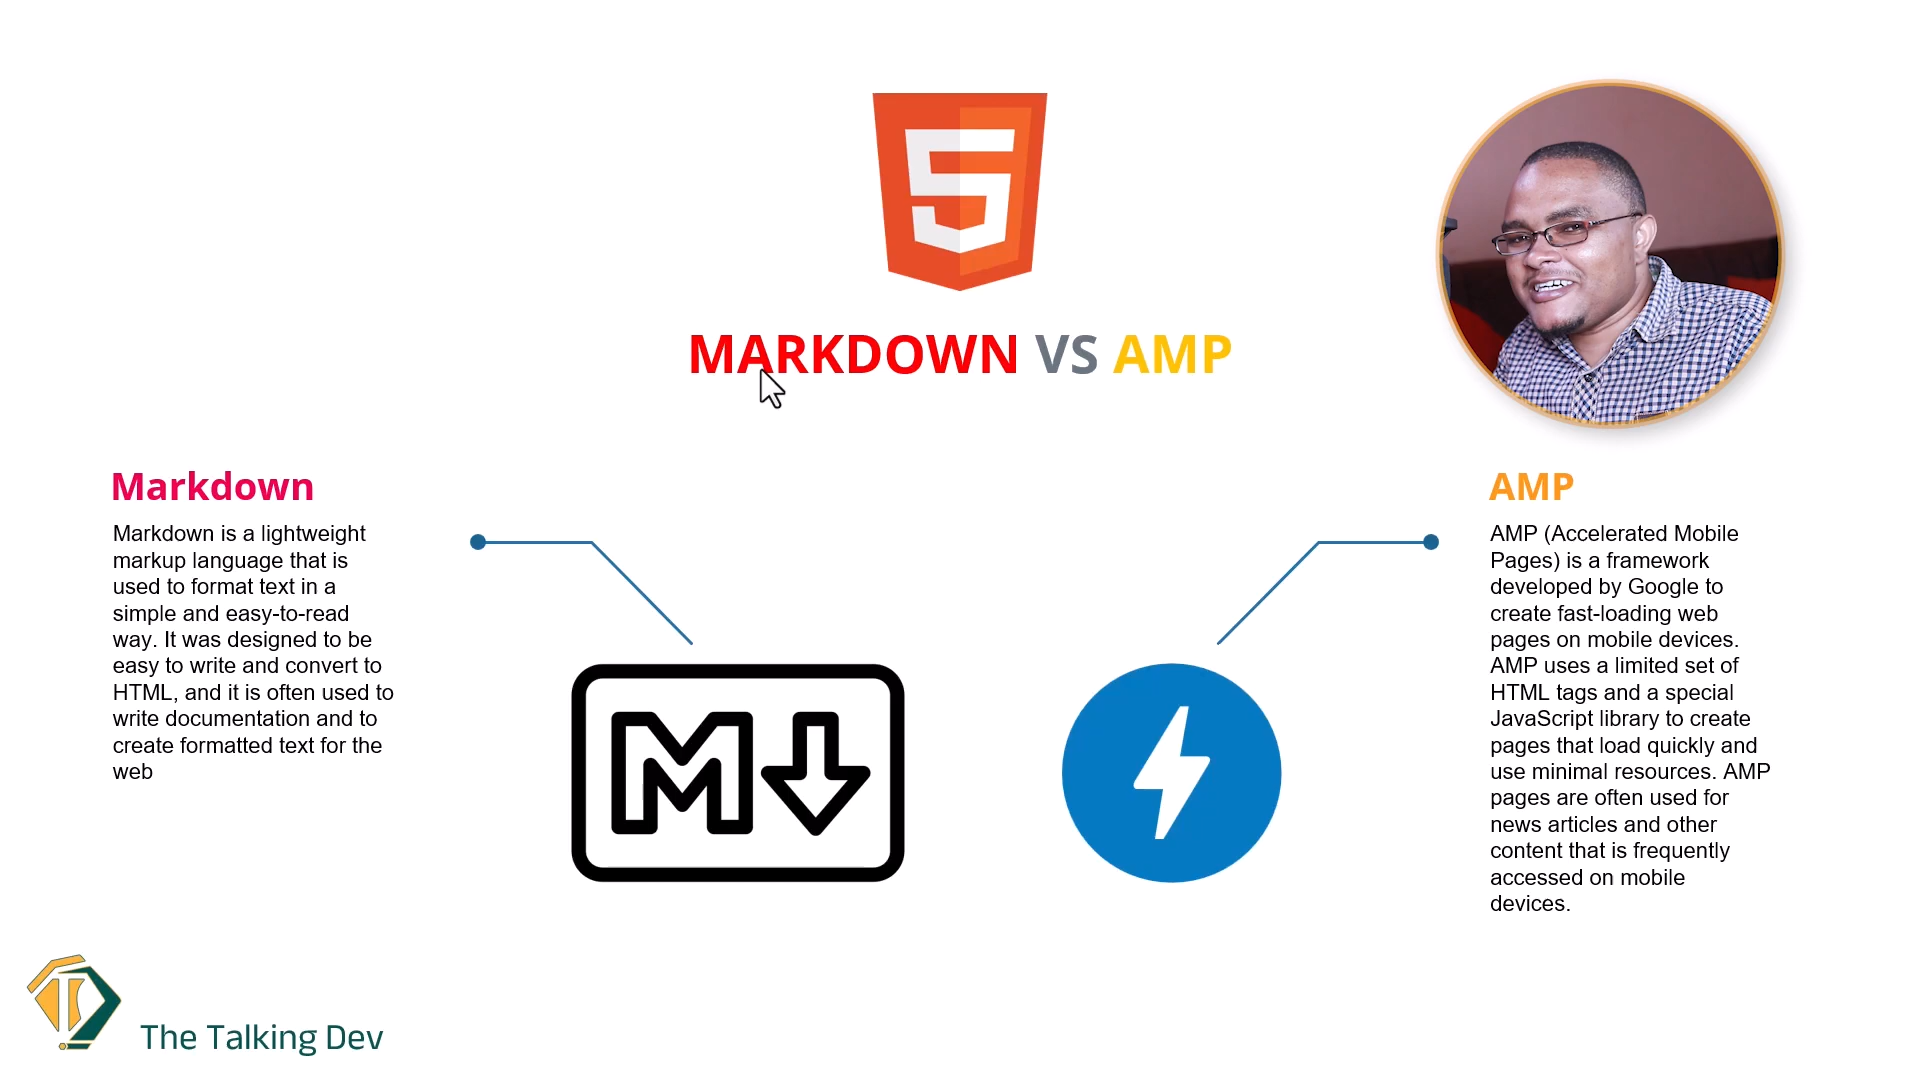 MARKDOWN VS AMP
Markdown
Markdown is a lightweight
markup language that is
used to format text in a
simple and easy-to-read
way. It was designed to be
easy to write and convert to
HTML, and it is often used to
write documentation and to
create formatted text for the
web
AMP
AMP (Accelerated Mobile
Pages) is a framework
developed by Google to
create fast-loading web
pages on mobile devices.
AMP uses a limited set of
HTML tags and a special
JavaScript library to create
pages that load quickly and
use minimal resources. AMP
pages are often used for
news articles and other
content that is frequently
accessed on mobile
devices.
The Talking Dev